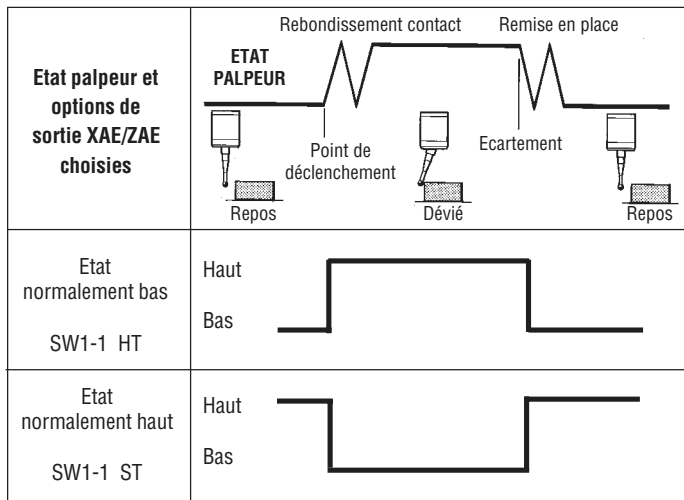 Etat palpeur et
options de
sortie XAE/ZAE
choisies
Rebondissement contact
Remise en place
ETAT
PALPEUR
Point de
déclenchement
Ecartement
Repos
Dévié
Repos
Etat
normalement bas
SW1-1 HT
Haut
Bas
Etat
normalement haut
SW1-1 ST
Haut
Bas